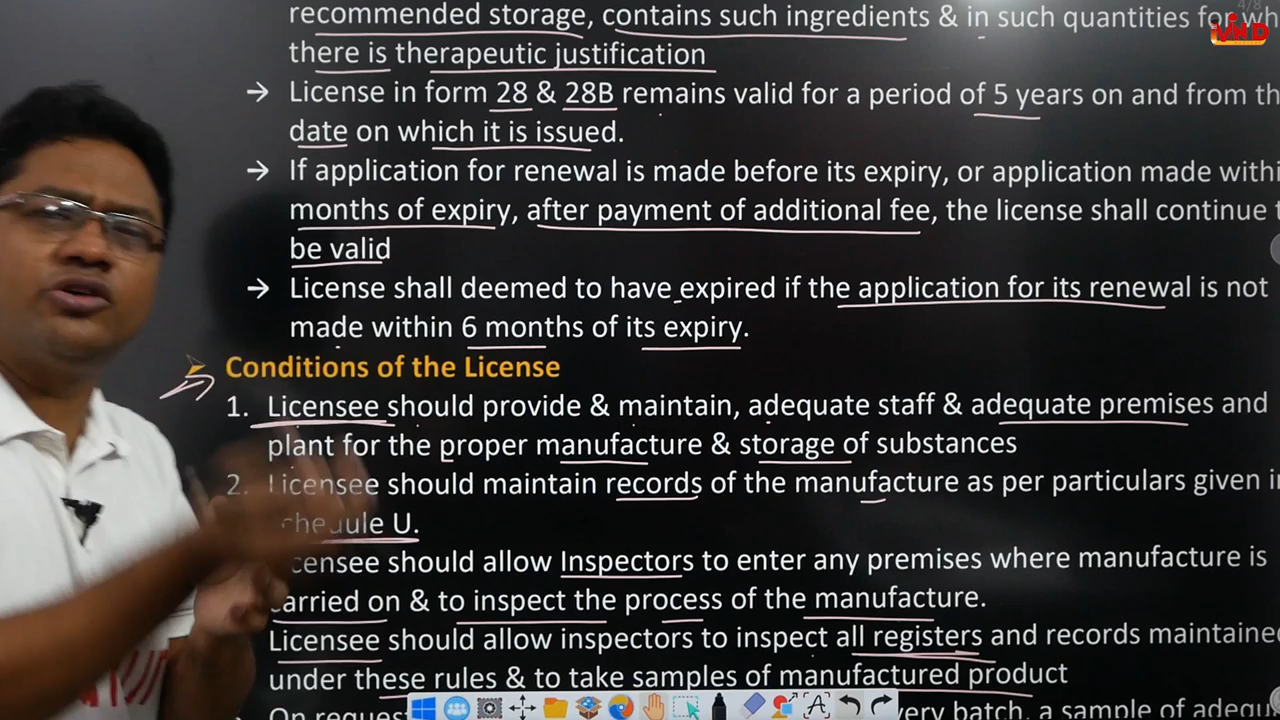 4/8
recommended storage, contains such ingredients & in such quantities for
there is therapeutic justification
→ License in form 28 & 28B remains valid for a period of 5 years on and from
date on which it is issued.
→ If application for renewal is made before its expiry, or application made
months of expiry, after payment of additional fee, the license shall continue
be valid
→ License shall deemed to have expired if the application for its renewal is not
made within 6 months of its expiry.
➢ Conditions of the License
1. Licensee should provide & maintain, adequate staff & adequate premises and
plant for the proper manufacture & storage of substances
2. Licensee should maintain records of the manufacture as per particulars given
U.
should allow Inspectors to enter any premises where manufacture is
carried on & to inspect the process of the manufacture.
Licensee should allow inspectors to inspect all registers and records
under these rules & to take samples of manufactured product
On very batch, a sample of